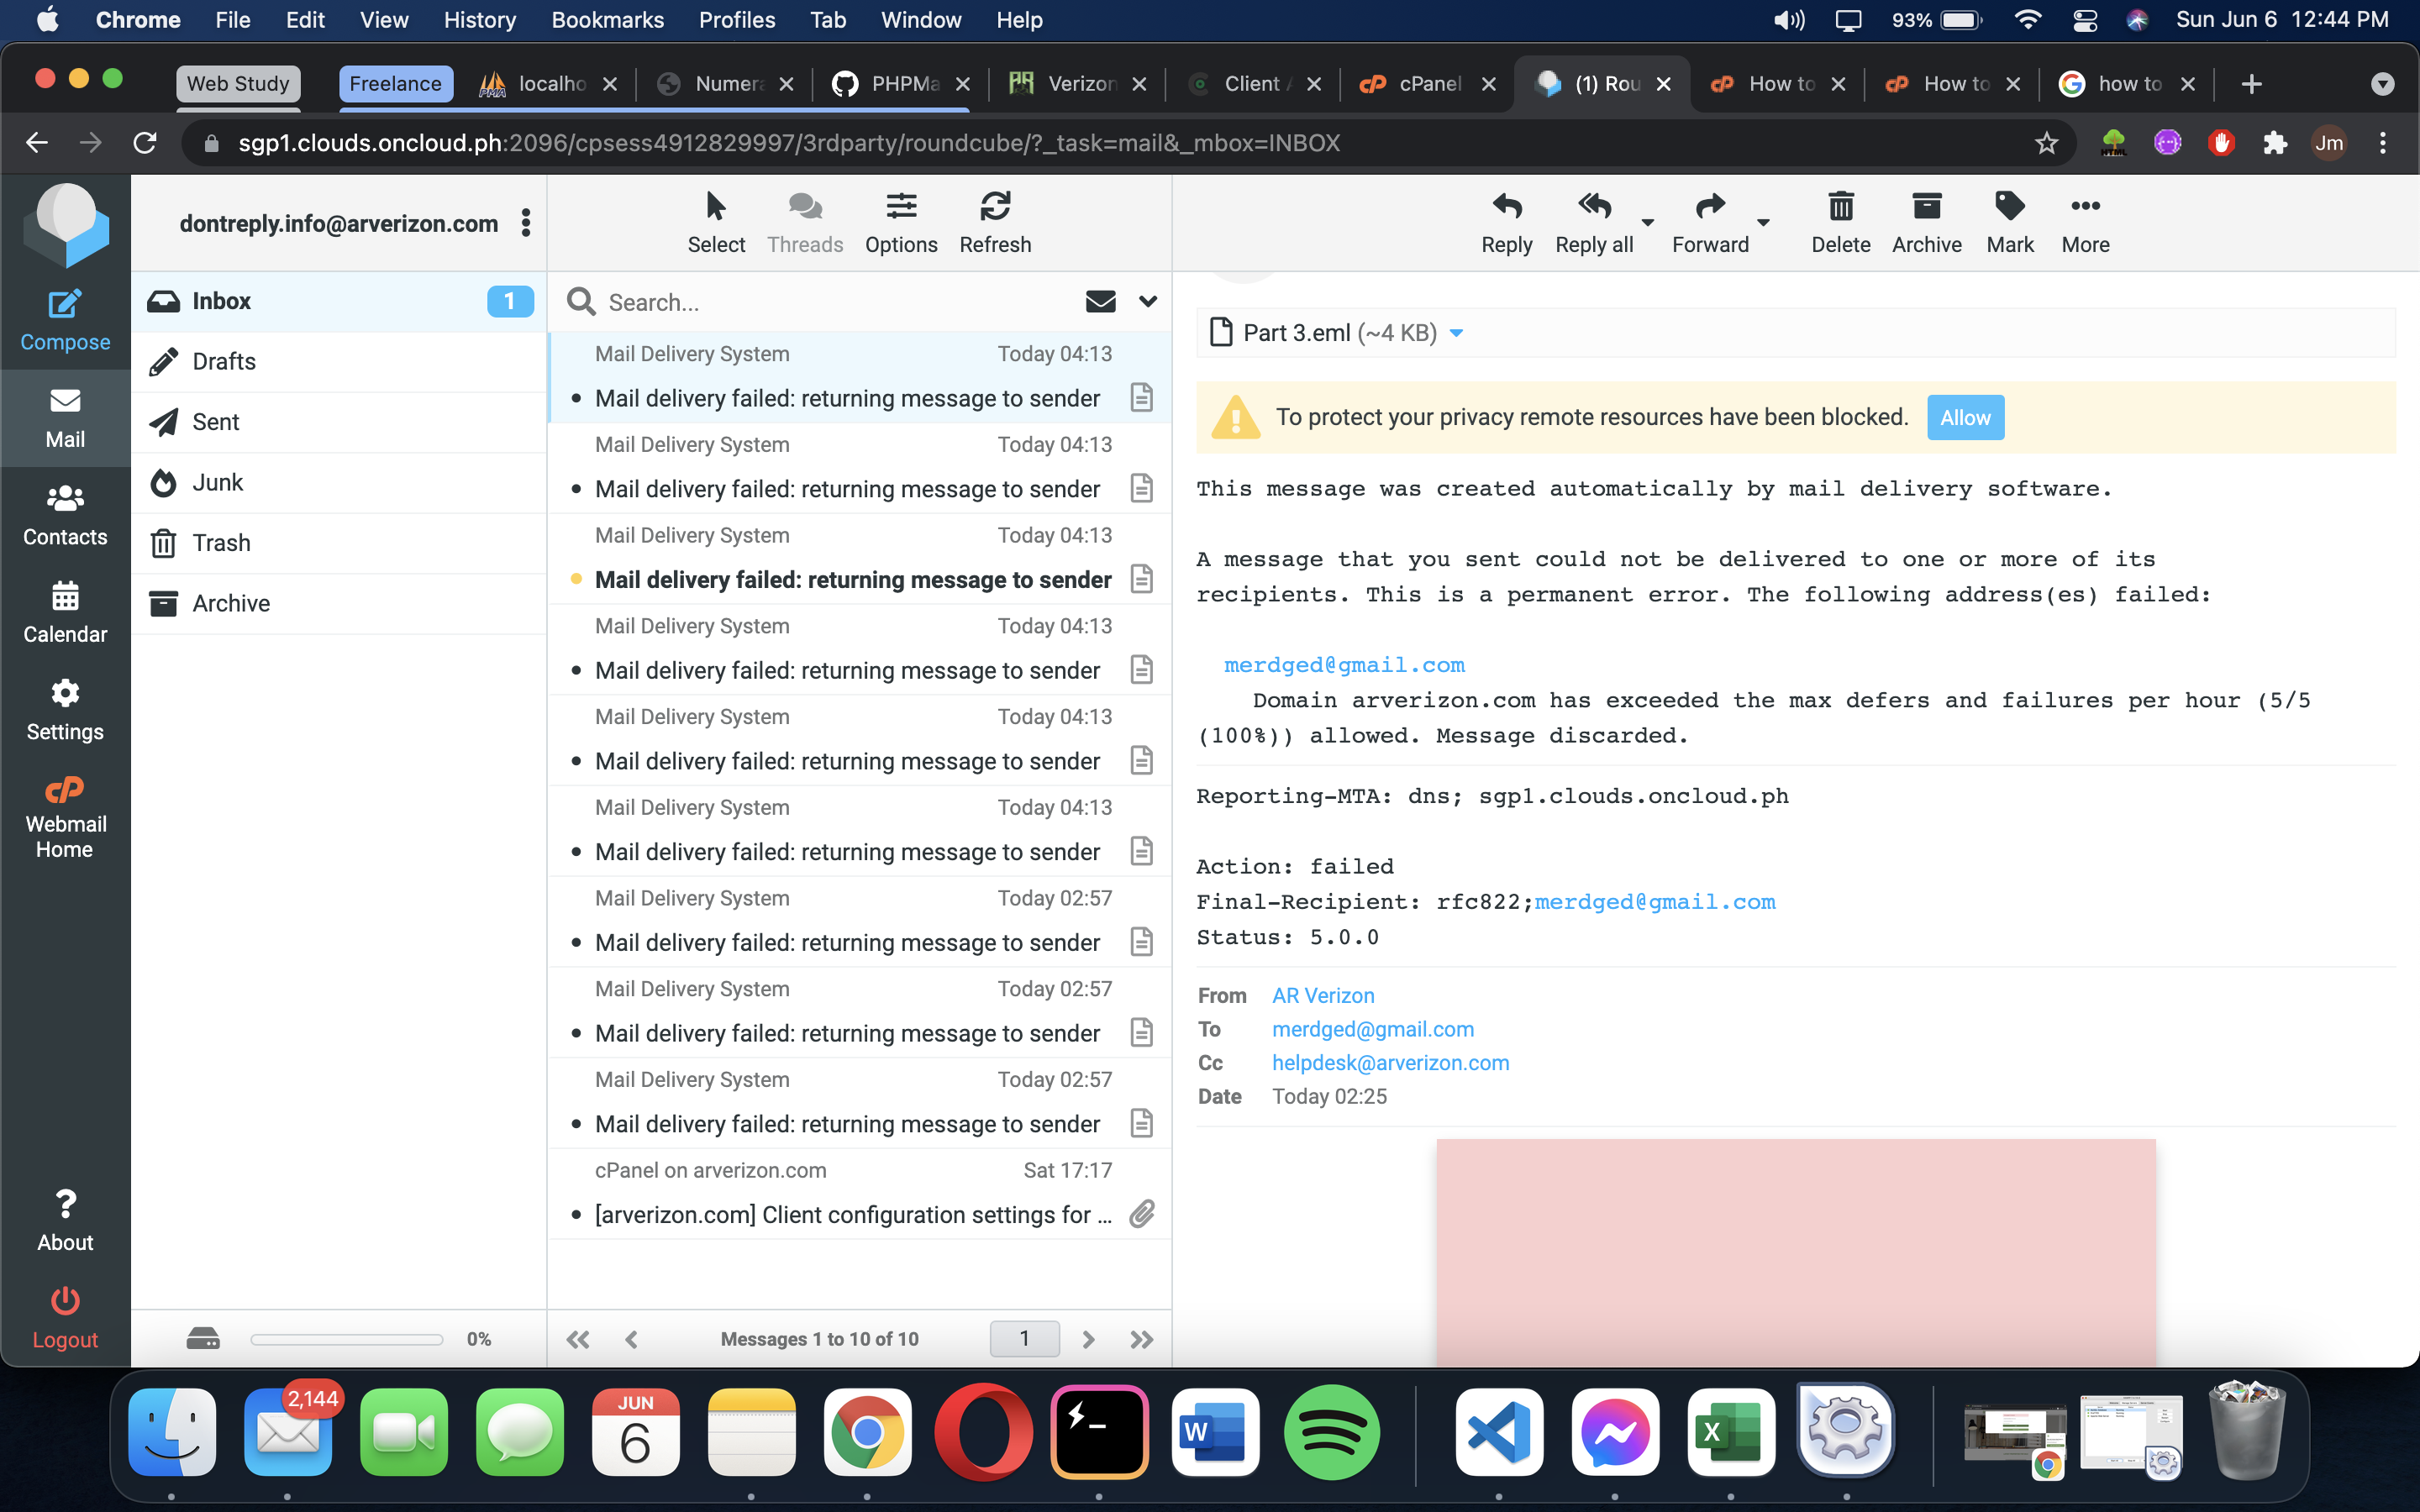 Chrome File Edit View History Bookmarks Profiles Tab Window Help 93% Sun Jun 6 12:44 PM
Web Study Freelance localho Numera PHPMa Verizon Client A cPanel (1) Rou How to How to how to
sgp1.clouds.oncloud.ph:2096/cpsess4912829997/3rdparty/roundcube/?_task=mail&_mbox=INBOX Jm
Compose
Mail
Contacts
Calendar
Settings
Webmail
Home
About
Logout
dontreply.info@arverizon.com
Inbox 1
Drafts
Sent
Junk
Trash
Archive
0%
Select Threads Options Refresh
Search...
Mail Delivery System Today 04:13
• Mail delivery failed: returning message to sender
Mail Delivery System Today 04:13
• Mail delivery failed: returning message to sender
Mail Delivery System Today 04:13
• Mail delivery failed: returning message to sender
Mail Delivery System Today 04:13
• Mail delivery failed: returning message to sender
Mail Delivery System Today 04:13
• Mail delivery failed: returning message to sender
Mail Delivery System Today 04:13
• Mail delivery failed: returning message to sender
Mail Delivery System Today 02:57
• Mail delivery failed: returning message to sender
Mail Delivery System Today 02:57
• Mail delivery failed: returning message to sender
Mail Delivery System Today 02:57
• Mail delivery failed: returning message to sender
cPanel on arverizon.com Sat 17:17
• [arverizon.com] Client configuration settings for ...
Messages 1 to 10 of 10 1
Reply Reply all Forward Delete Archive Mark More
Part 3.eml (~4 KB)
To protect your privacy remote resources have been blocked. Allow
This message was created automatically by mail delivery software.
A message that you sent could not be delivered to one or more of its
recipients. This is a permanent error. The following address(es) failed:
merdged@gmail.com
Domain arverizon.com has exceeded the max defers and failures per hour (5/5
(100%)) allowed. Message discarded.
Reporting-MTA: dns; sgp1.clouds.oncloud.ph
Action: failed
Final-Recipient: rfc822;merdged@gmail.com
Status: 5.0.0
From AR Verizon
To merdged@gmail.com
Cc helpdesk@arverizon.com
Date Today 02:25
2,144
JUN
6
W
X